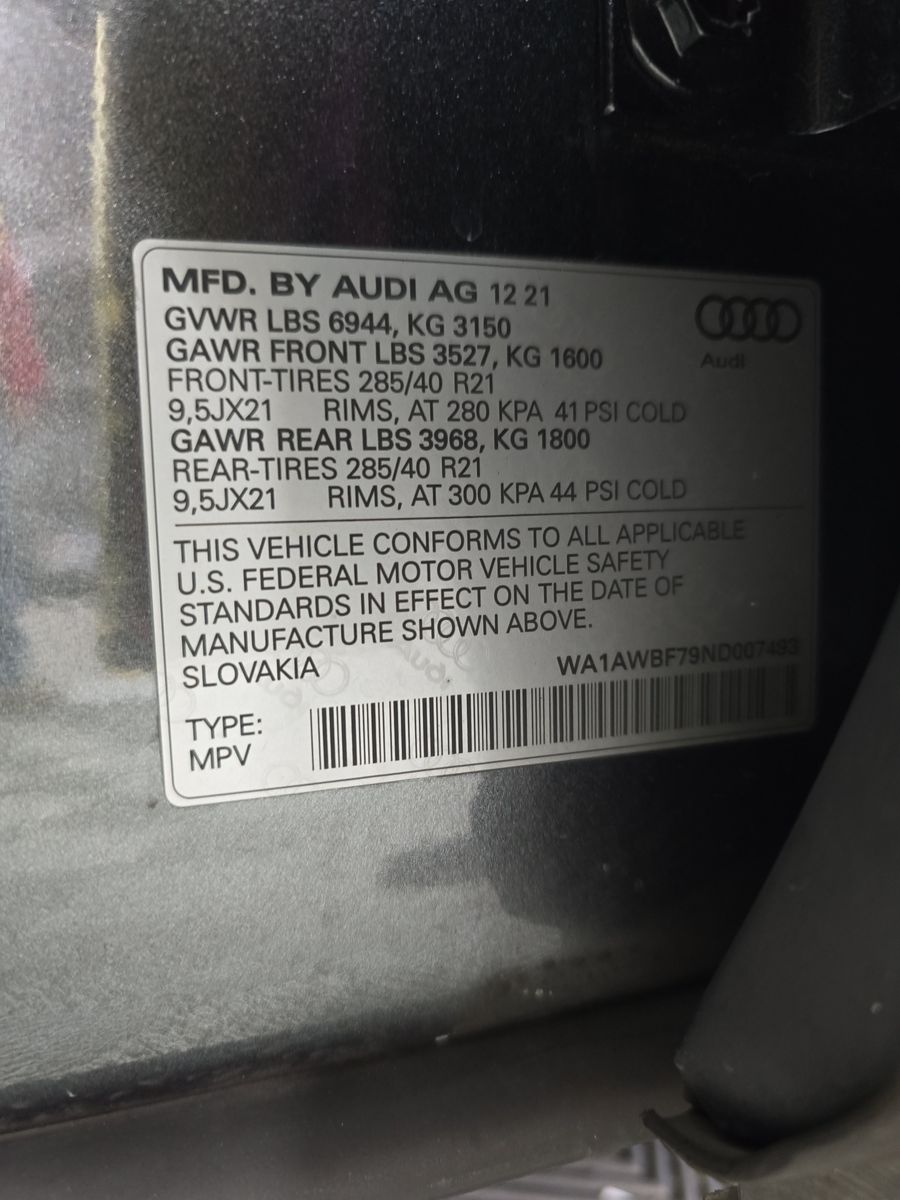 MFD. BY AUDI AG 12 21
GVWR LBS 6944, KG 3150
GAWR FRONT LBS 3527, KG 1600
Audi
FRONT-TIRES 285/40 R21
9,5JX21 RIMS, AT 280 KPA 41 PSI COLD
GAWR REAR LBS 3968, KG 1800
REAR-TIRES 285/40 R21
9,5JX21 RIMS, AT 300 KPA 44 PSI COLD
THIS VEHICLE CONFORMS TO ALL APPLICABLE
U.S. FEDERAL MOTOR VEHICLE SAFETY
STANDARDS IN EFFECT ON THE DATE OF
MANUFACTURE SHOWN ABOVE.
SLOVAKIA WA1AWBF79ND007493
TYPE:
MPV